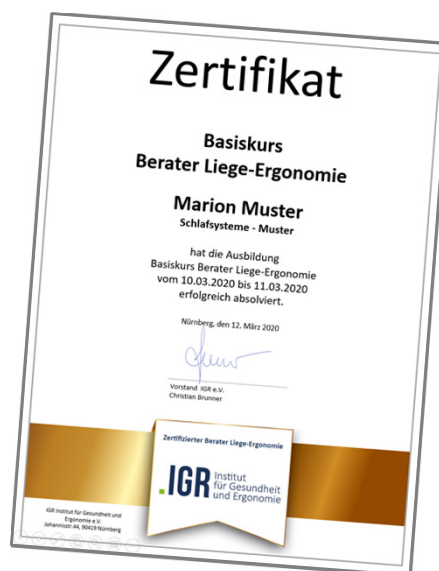 Zertifikat
Basiskurs
Berater Liege-Ergonomie
Marion Muster
Schlafsysteme - Muster
hat die Ausbildung
Basiskurs Berater Liege-Ergonomie
vom 10.03.2020 bis 11.03.2020
erfolgreich absolviert.
Nürnberg, den 12. März 2020
Vorstand IGR e.V.
Christian Brunner
Zertifizierter Berater Liege-Ergonomie
IGR Institut
für Gesundheit
und Ergonomie
IGR Institut für Gesundheit und
Ergonomie e.V.
Johannisstr. 44, 90419 Nürnberg